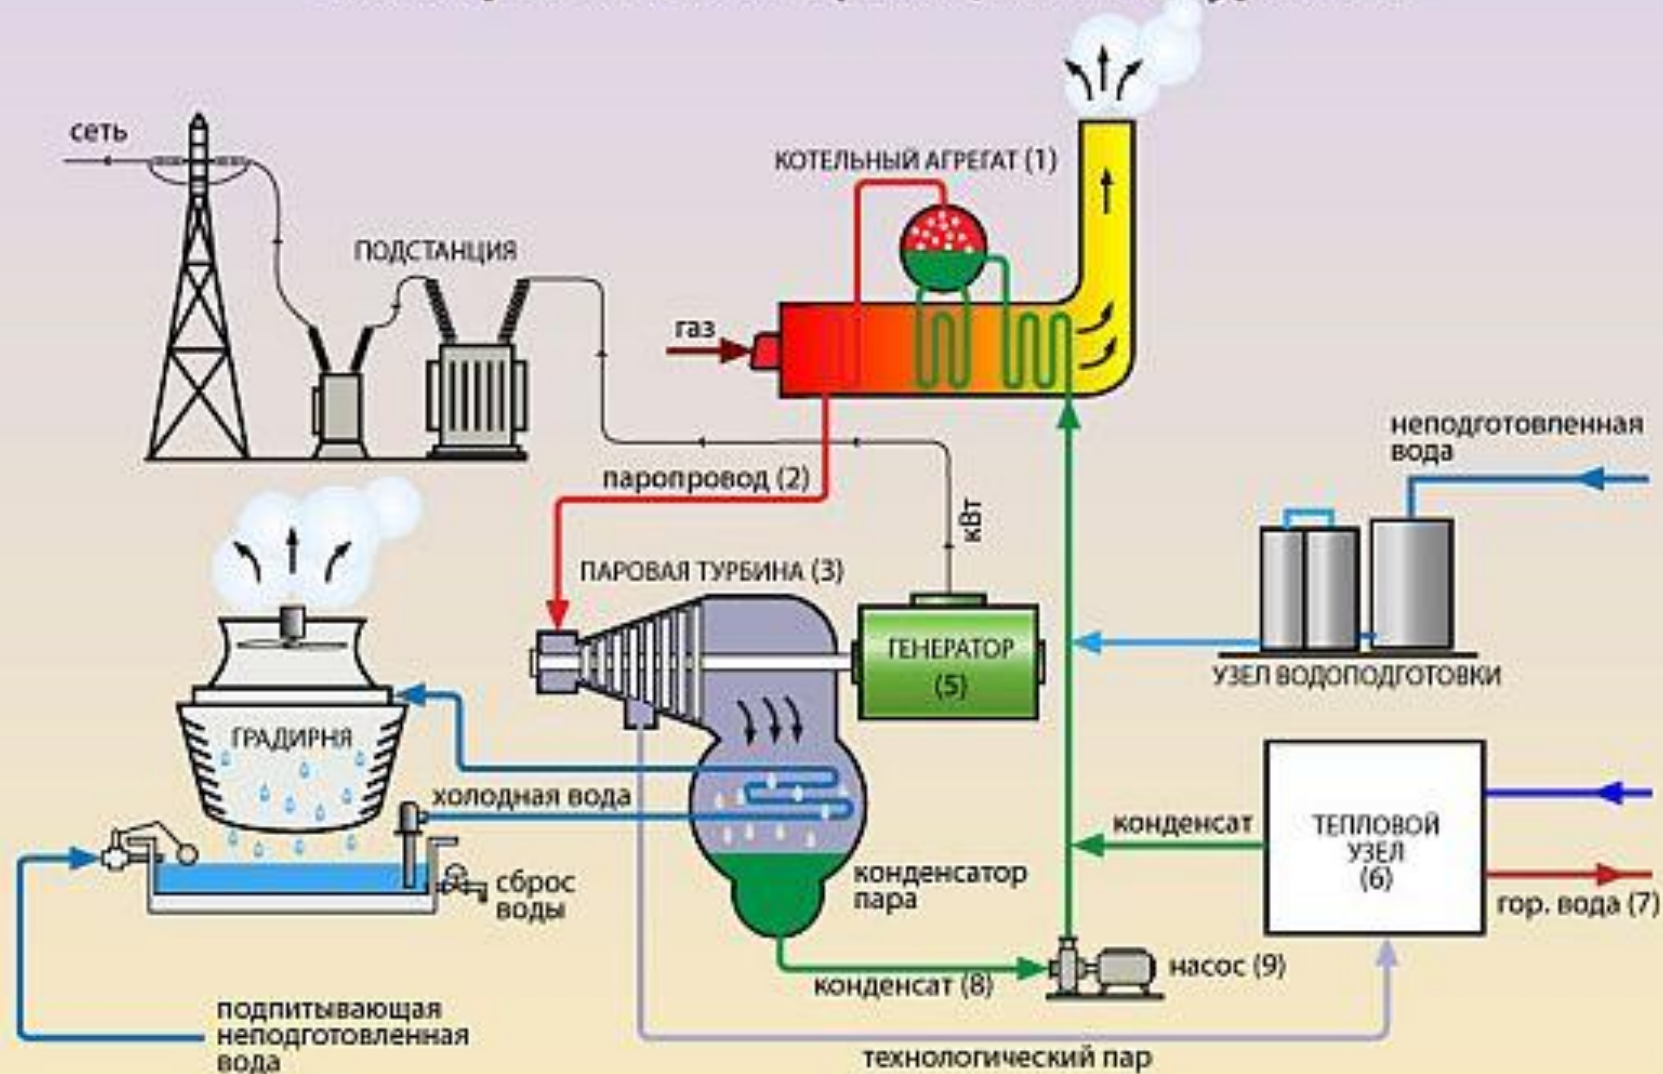 сеть
КОТЕЛЬНЫЙ АГРЕГАТ (1)
ПОДСТАНЦИЯ
газ
неподготовленная
вода
паропровод (2)
кВт
ПАРОВАЯ ТУРБИНА (3)
ГЕНЕРАТОР
(5)
УЗЕЛ ВОДОПОДГОТОВКИ
ГРАДИРНЯ
холодная вода
конденсат
ТЕПЛОВОЙ
УЗЕЛ
(6)
конденсатор
пара
сброс
воды
гор. вода (7)
насос (9)
конденсат (8)
подпитывающая
неподготовленная
вода
технологический пар